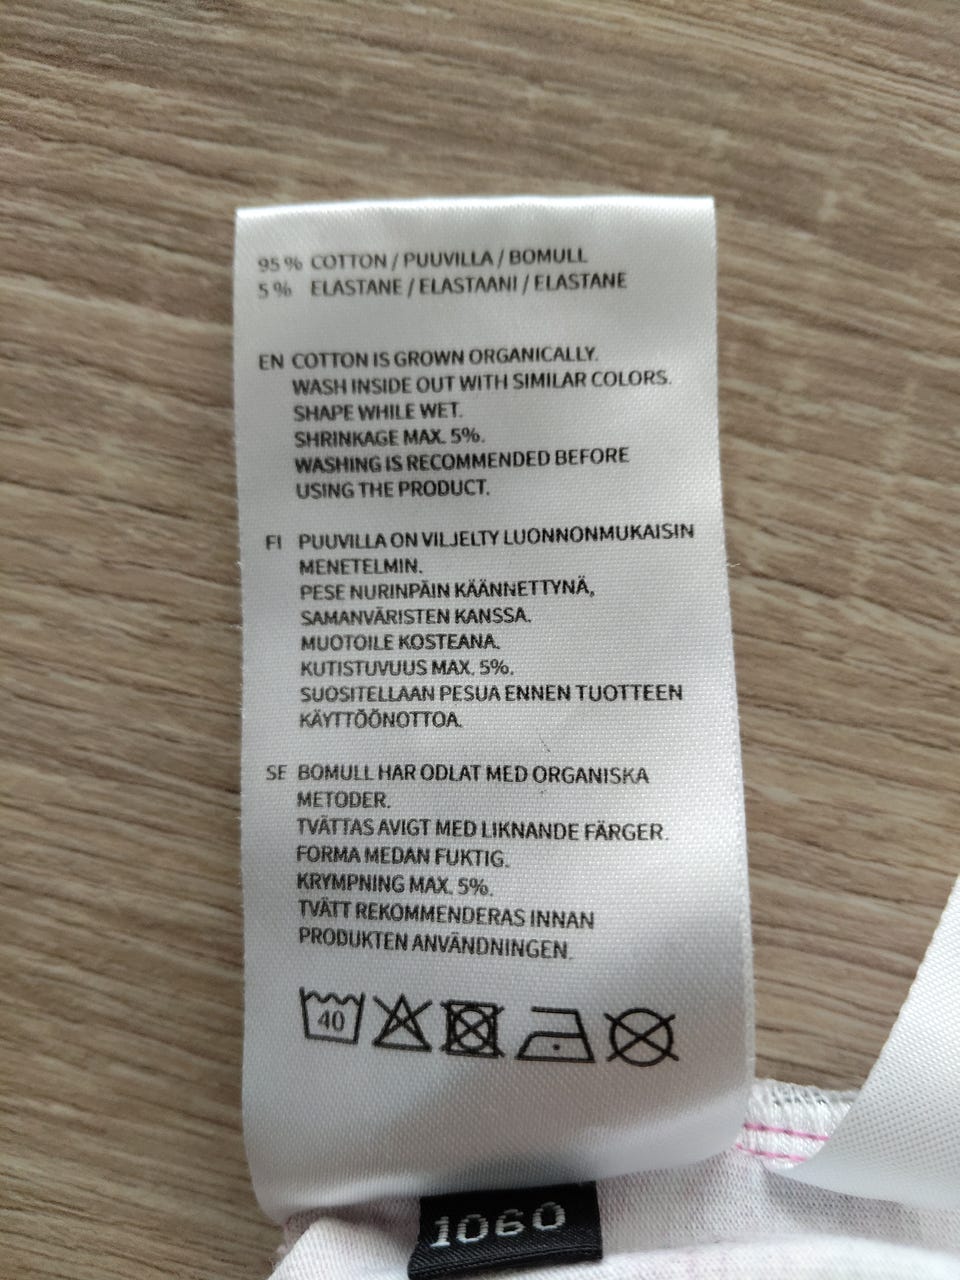 95 % COTTON / PUUVILLA / BOMULL
5 % ELASTANE / ELASTAANI / ELASTANE
EN COTTON IS GROWN ORGANICALLY.
WASH INSIDE OUT WITH SIMILAR COLORS.
SHAPE WHILE WET.
SHRINKAGE MAX. 5%.
WASHING IS RECOMMENDED BEFORE
USING THE PRODUCT.
FI PUUVILLA ON VILJELTY LUONNONMUKAISIN
MENETELMIN.
PESE NURINPÄIN KÄÄNNETTYNÄ,
SAMANVÄRISTEN KANSSA.
MUOTOILE KOSTEANA.
KUTISTUVUUS MAX. 5%.
SUOSITELLAAN PESUA ENNEN TUOTTEEN
KÄYTTÖÖNOTTOA.
SE BOMULL HAR ODLAT MED ORGANISKA
METODER.
TVÄTTAS AVIGT MED LIKNANDE FÄRGER.
FORMA MEDAN FUKTIG.
KRYMPNING MAX. 5%.
TVÄTT REKOMMENDERAS INNAN
PRODUKTEN ANVÄNDNINGEN.
40
1060